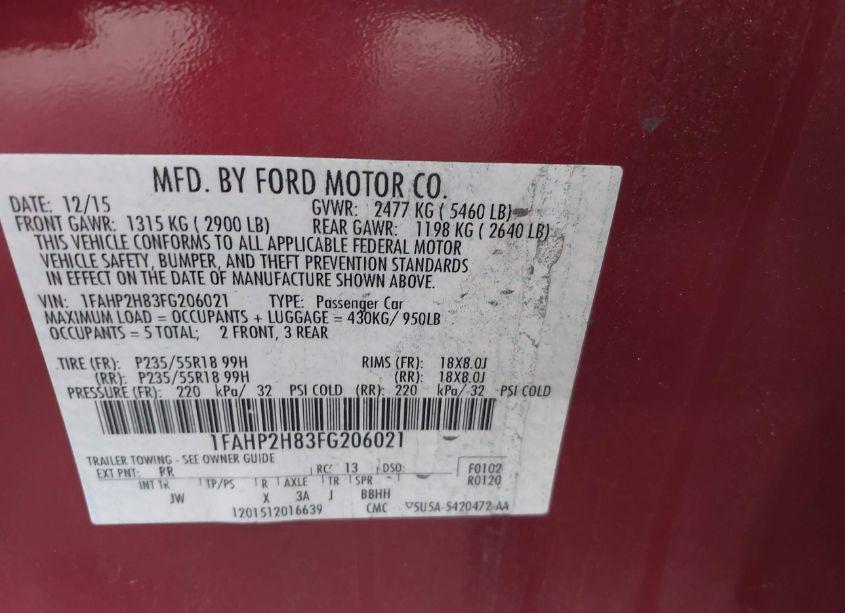 MFD. BY FORD MOTOR CO.
DATE: 12/15 GVWR: 2477 KG ( 5460 LB)
FRONT GAWR: 1315 KG ( 2900 LB) REAR GAWR: 1198 KG ( 2640 LB)
THIS VEHICLE CONFORMS TO ALL APPLICABLE FEDERAL MOTOR
VEHICLE SAFETY, BUMPER, AND THEFT PREVENTION STANDARDS
IN EFFECT ON THE DATE OF MANUFACTURE SHOWN ABOVE.
VIN: 1FAHP2H83FG206021 TYPE: Passenger Car
MAXIMUM LOAD = OCCUPANTS + LUGGAGE = 430KG/ 950LB
OCCUPANTS = 5 TOTAL; 2 FRONT, 3 REAR
TIRE (FR): P235/55R18 99H RIMS (FR): 18X8.0J
(RR): P235/55R18 99H (RR): 18X8.0J
PRESSURE (FR): 220 kPa/ 32 PSI COLD (RR): 220 kPa/ 32 PSI COLD
1FAHP2H83FG206021
TRAILER TOWING - SEE OWNER GUIDE
EXT PNT: RR RC: 13 DSO: F0102
R0120
INT TR TP/PS R AXLE TR SPR
JW X 3A J BBHH
1201512016639 CMC 5U5A-5420472-AA